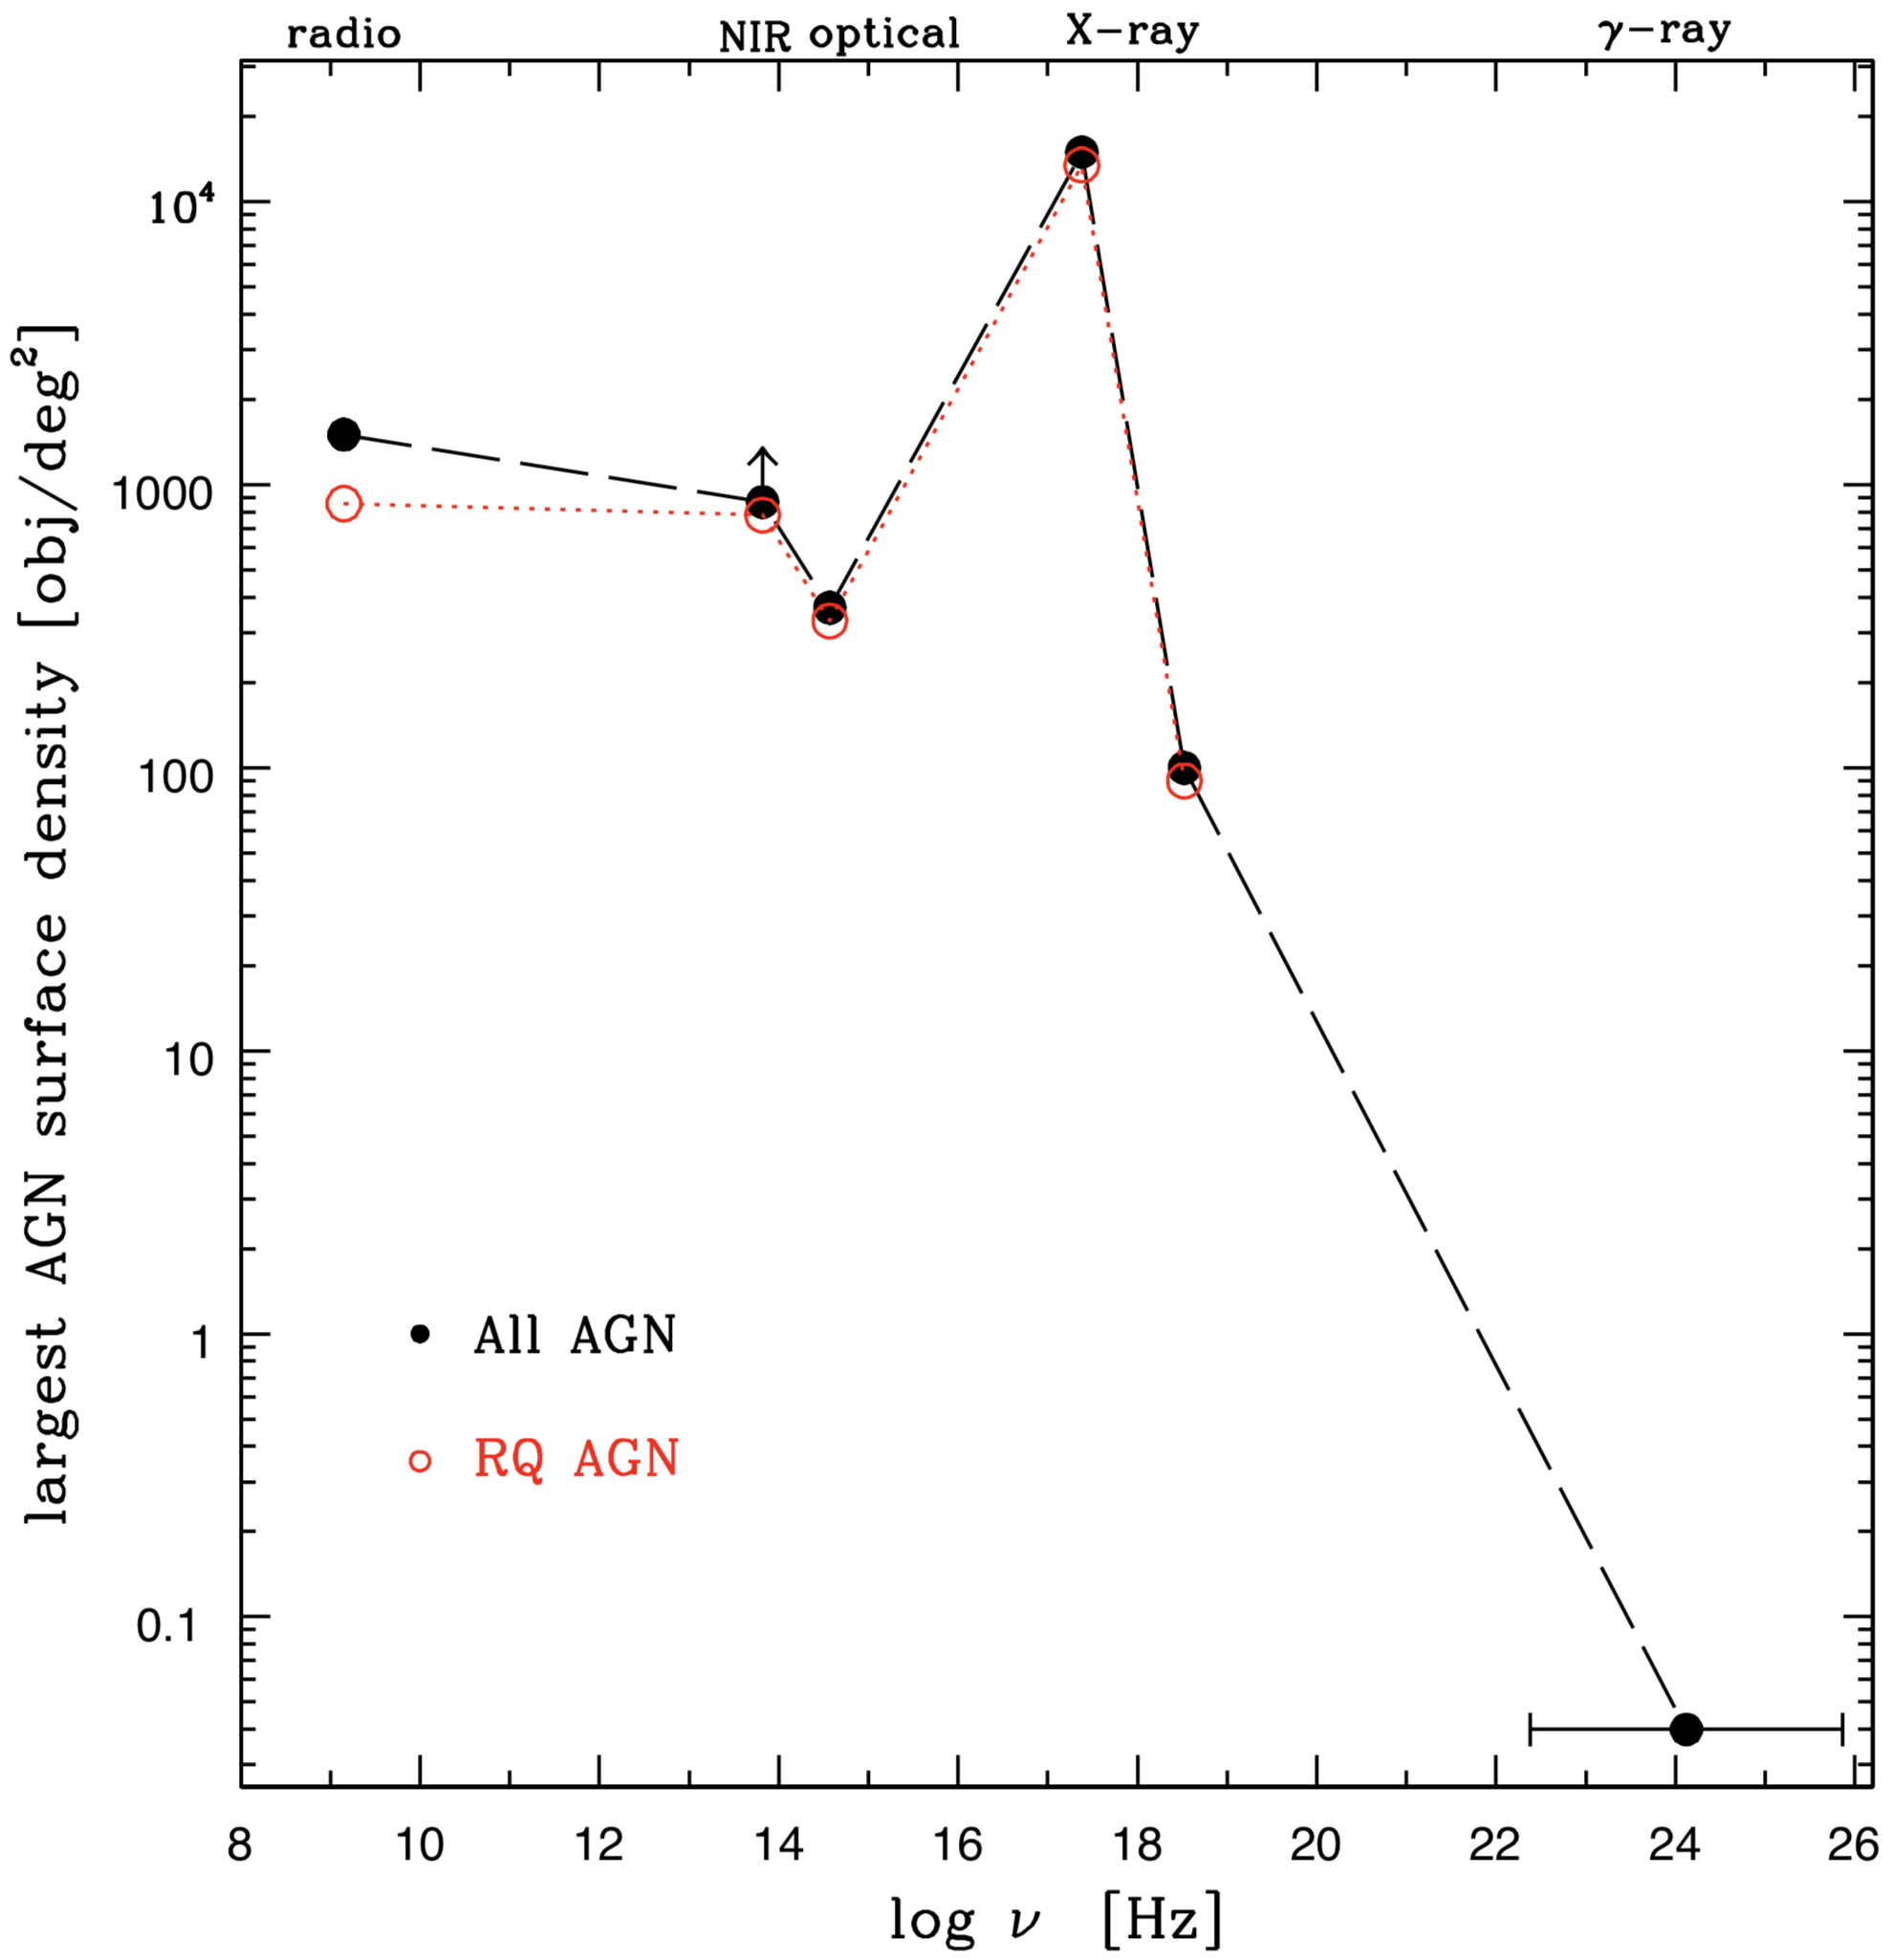 radio NIR optical X-ray γ-ray
largest AGN surface density [obj/deg²]
10⁴
1000
100
10
1
0.1
All AGN
RQ AGN
8 10 12 14 16 18 20 22 24 26
log ν [Hz]